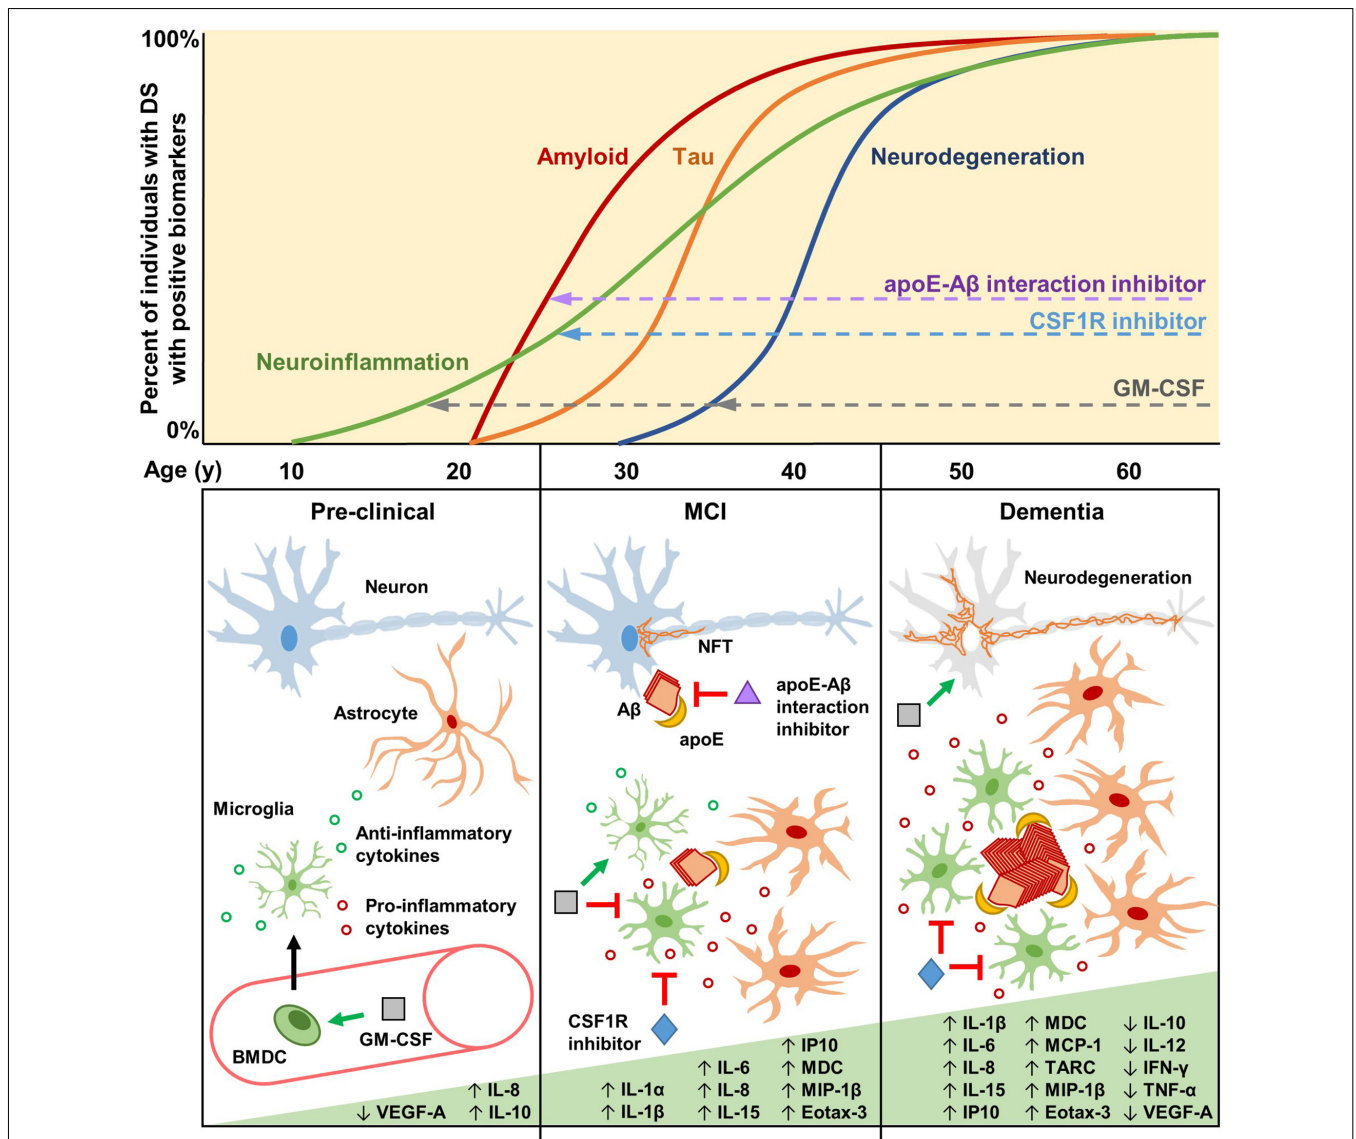 100%
Percent of individuals with DS
with positive biomarkers
0%
Amyloid
Tau
Neurodegeneration
apoE-Aβ interaction inhibitor
CSF1R inhibitor
Neuroinflammation
GM-CSF
Age (y) 10 20 30 40 50 60
Pre-clinical
Neuron
Astrocyte
Microglia
Anti-inflammatory
cytokines
Pro-inflammatory
cytokines
BMDC
GM-CSF
↑ IL-8
↓ VEGF-A ↑ IL-10
MCI
NFT
Aβ
apoE
apoE-Aβ
interaction
inhibitor
CSF1R
inhibitor
↑ IP10
↑ IL-6 ↑ MDC
↑ IL-1α ↑ IL-8 ↑ MIP-1β
↑ IL-1β ↑ IL-15 ↑ Eotax-3
Dementia
Neurodegeneration
↑ IL-1β ↑ MDC ↓ IL-10
↑ IL-6 ↑ MCP-1 ↓ IL-12
↑ IL-8 ↑ TARC ↓ IFN-γ
↑ IL-15 ↑ MIP-1β ↓ TNF-α
↑ IP10 ↑ Eotax-3 ↓ VEGF-A